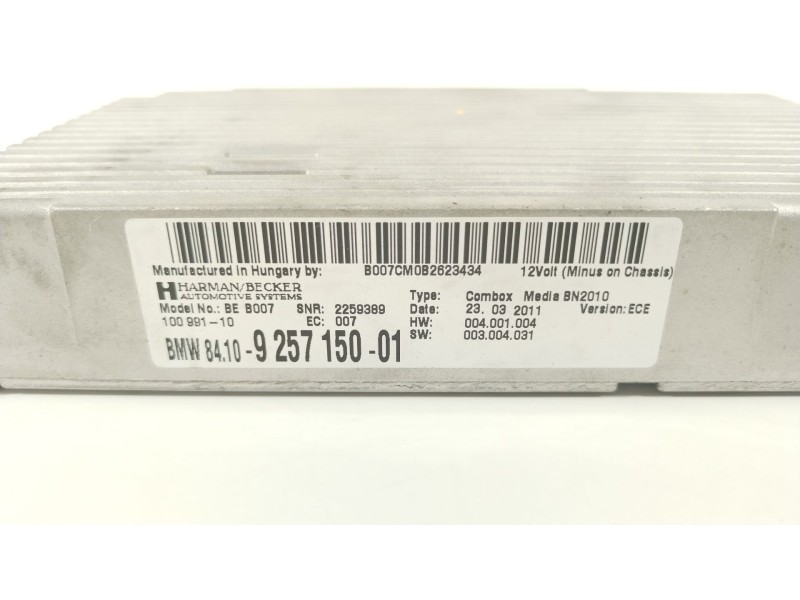 Manufactured in Hungary by: B007CM0B2623434 12Volt (Minus on Chassis)
HARMAN/BECKER
AUTOMOTIVE SYSTEMS
Type: Combox Media BN2010
Model No.: BE B007 SNR: 2259389 Date: 23. 03 2011 Version: ECE
100 991-10 EC: 007 HW: 004.001.004
SW: 003.004.031
BMW 84.10-9 257 150-01